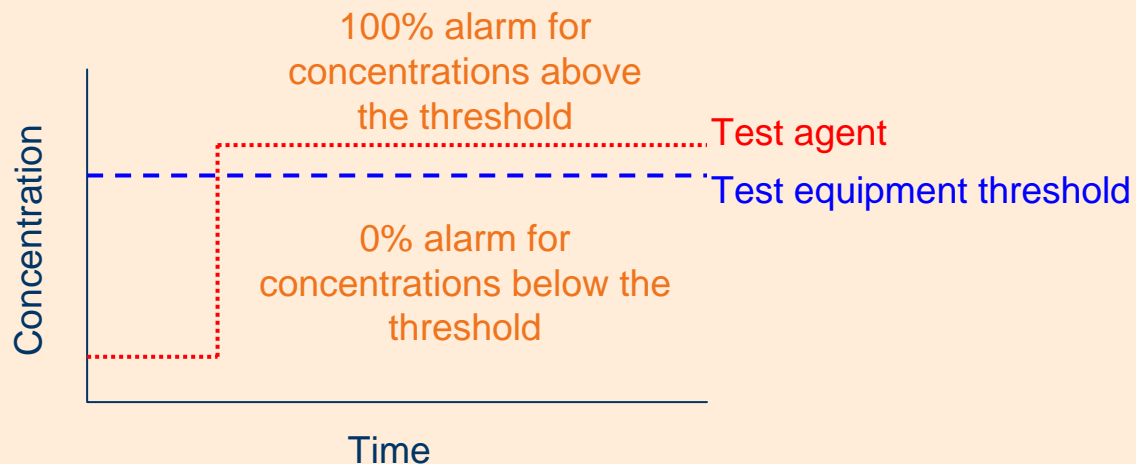 100% alarm for
concentrations above
the threshold
Test agent
Test equipment threshold
Concentration
0% alarm for
concentrations below the
threshold
Time